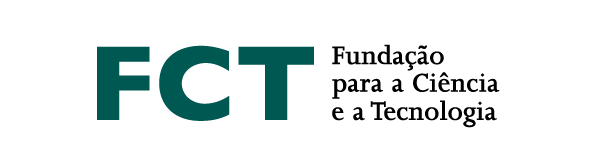 FCT
Fundação
para a Ciência
e a Tecnologia